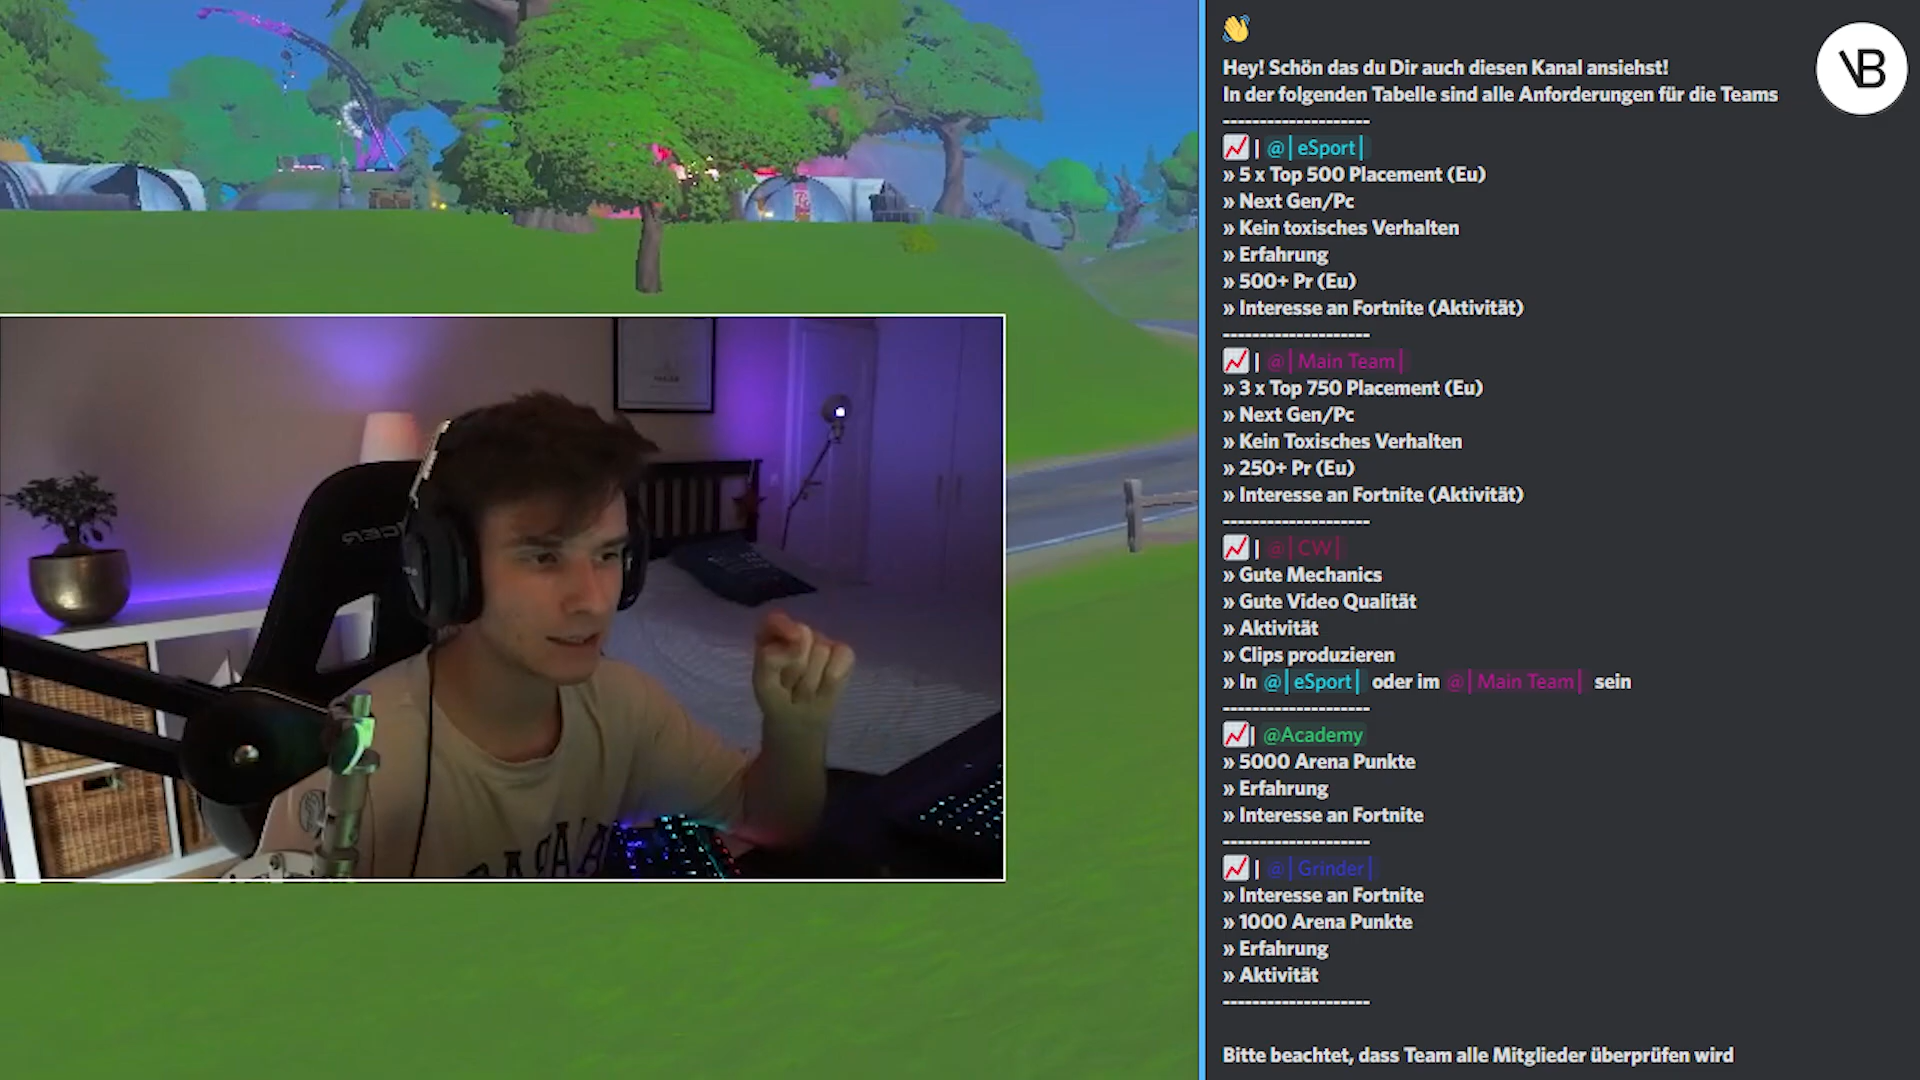 👋
Hey! Schön das du Dir auch diesen Kanal ansiehst!
In der folgenden Tabelle sind alle Anforderungen für die Teams
--------------------
📈 | @| eSport|
» 5 x Top 500 Placement (Eu)
» Next Gen/Pc
» Kein toxisches Verhalten
» Erfahrung
» 500+ Pr (Eu)
» Interesse an Fortnite (Aktivität)
--------------------
📈 | @| Main Team|
» 3 x Top 750 Placement (Eu)
» Next Gen/Pc
» Kein Toxisches Verhalten
» 250+ Pr (Eu)
» Interesse an Fortnite (Aktivität)
--------------------
📈 | @| CW|
» Gute Mechanics
» Gute Video Qualität
» Aktivität
» Clips produzieren
» In @| eSport| oder im @| Main Team| sein
--------------------
📈| @Academy
» 5000 Arena Punkte
» Erfahrung
» Interesse an Fortnite
--------------------
📈 | @| Grinder|
» Interesse an Fortnite
» 1000 Arena Punkte
» Erfahrung
» Aktivität
--------------------
Bitte beachtet, dass Team alle Mitglieder überprüfen wird
VB